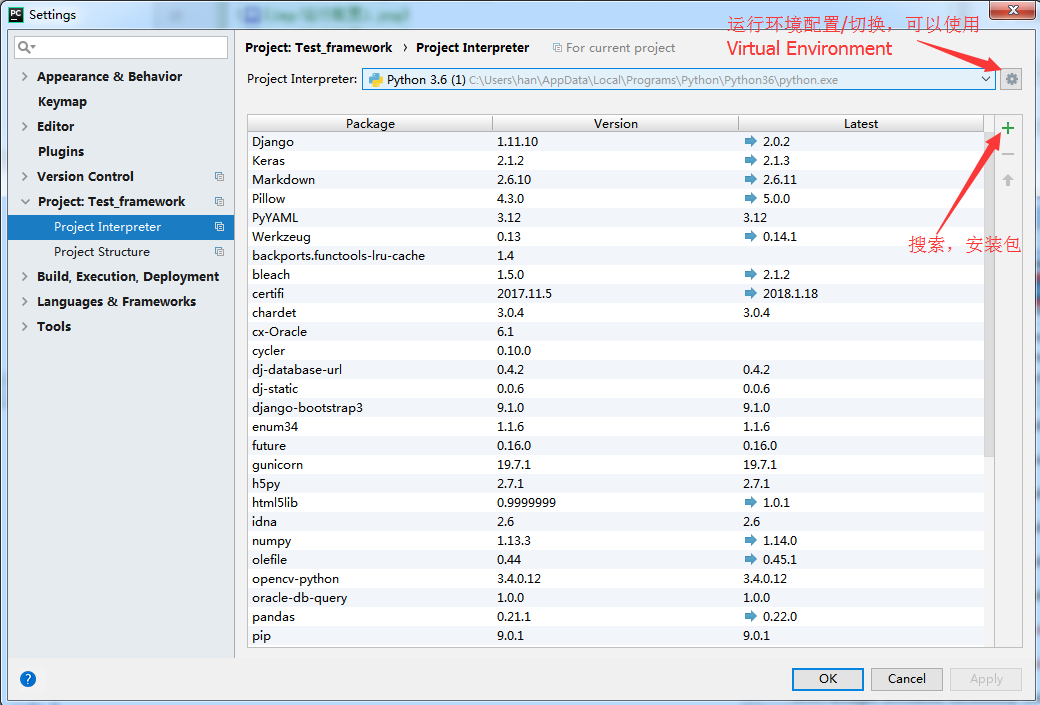 Settings
运行环境配置/切换，可以使用
Virtual Environment
Project: Test_framework › Project Interpreter For current project
Project Interpreter: Python 3.6 (1) C:\Users\han\AppData\Local\Programs\Python\Python36\python.exe
Appearance & Behavior
Keymap
Editor
Plugins
Version Control
Project: Test_framework
Project Interpreter
Project Structure
Build, Execution, Deployment
Languages & Frameworks
Tools
Package Version Latest
Django 1.11.10 2.0.2
Keras 2.1.2 2.1.3
Markdown 2.6.10 2.6.11
Pillow 4.3.0 5.0.0
PyYAML 3.12 3.12
Werkzeug 0.13 0.14.1
backports.functools-lru-cache 1.4
bleach 1.5.0 2.1.2
certifi 2017.11.5 2018.1.18
chardet 3.0.4 3.0.4
cx-Oracle 6.1
cycler 0.10.0
dj-database-url 0.4.2 0.4.2
dj-static 0.0.6 0.0.6
django-bootstrap3 9.1.0 9.1.0
enum34 1.1.6 1.1.6
future 0.16.0 0.16.0
gunicorn 19.7.1 19.7.1
h5py 2.7.1 2.7.1
html5lib 0.9999999 1.0.1
idna 2.6 2.6
numpy 1.13.3 1.14.0
olefile 0.44 0.45.1
opencv-python 3.4.0.12 3.4.0.12
oracle-db-query 1.0.0 1.0.0
pandas 0.21.1 0.22.0
pip 9.0.1 9.0.1
搜索，安装包
OK Cancel Apply